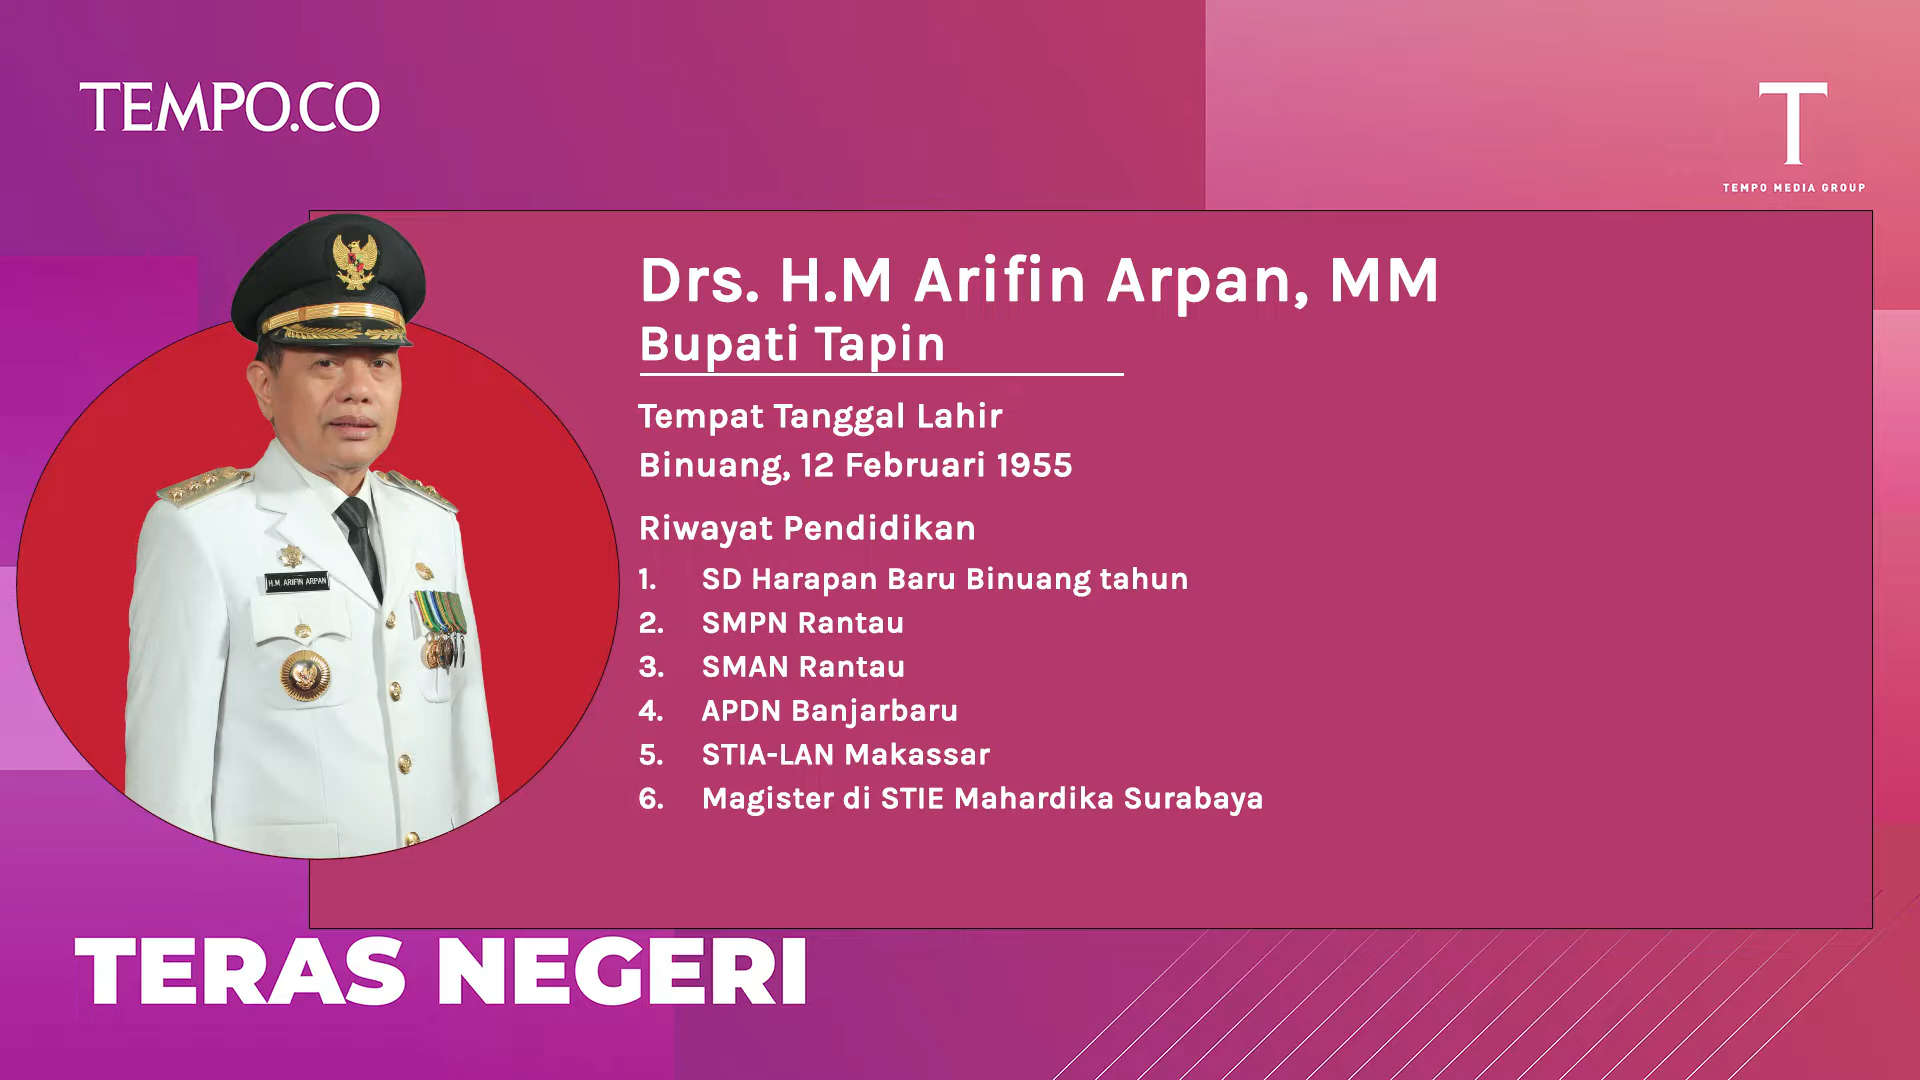 TEMPO.CO
T
TEMPO MEDIA GROUP
Drs. H.M Arifin Arpan, MM
Bupati Tapin
Tempat Tanggal Lahir
Binuang, 12 Februari 1955
Riwayat Pendidikan
1. SD Harapan Baru Binuang tahun
2. SMPN Rantau
3. SMAN Rantau
4. APDN Banjarbaru
5. STIA-LAN Makassar
6. Magister di STIE Mahardika Surabaya
H.M. ARIFIN ARPAN
TERAS NEGERI